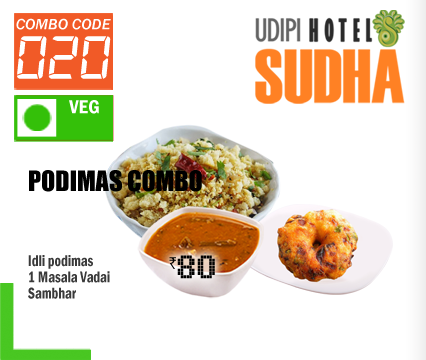 COMBO CODE
020
VEG
UDIPI HOTEL
SUDHA
PODIMAS COMBO
₹80
Idli podimas
1 Masala Vadai
Sambhar